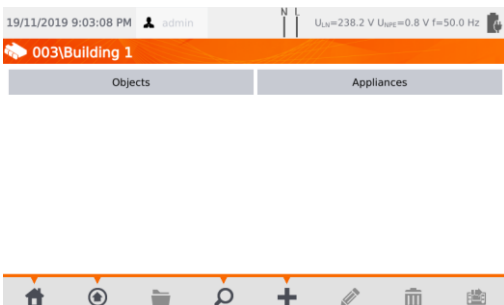 19/11/2019 9:03:08 PM admin N L ULN=238.2 V UNPE=0.8 V f=50.0 Hz
003\Building 1
Objects Appliances